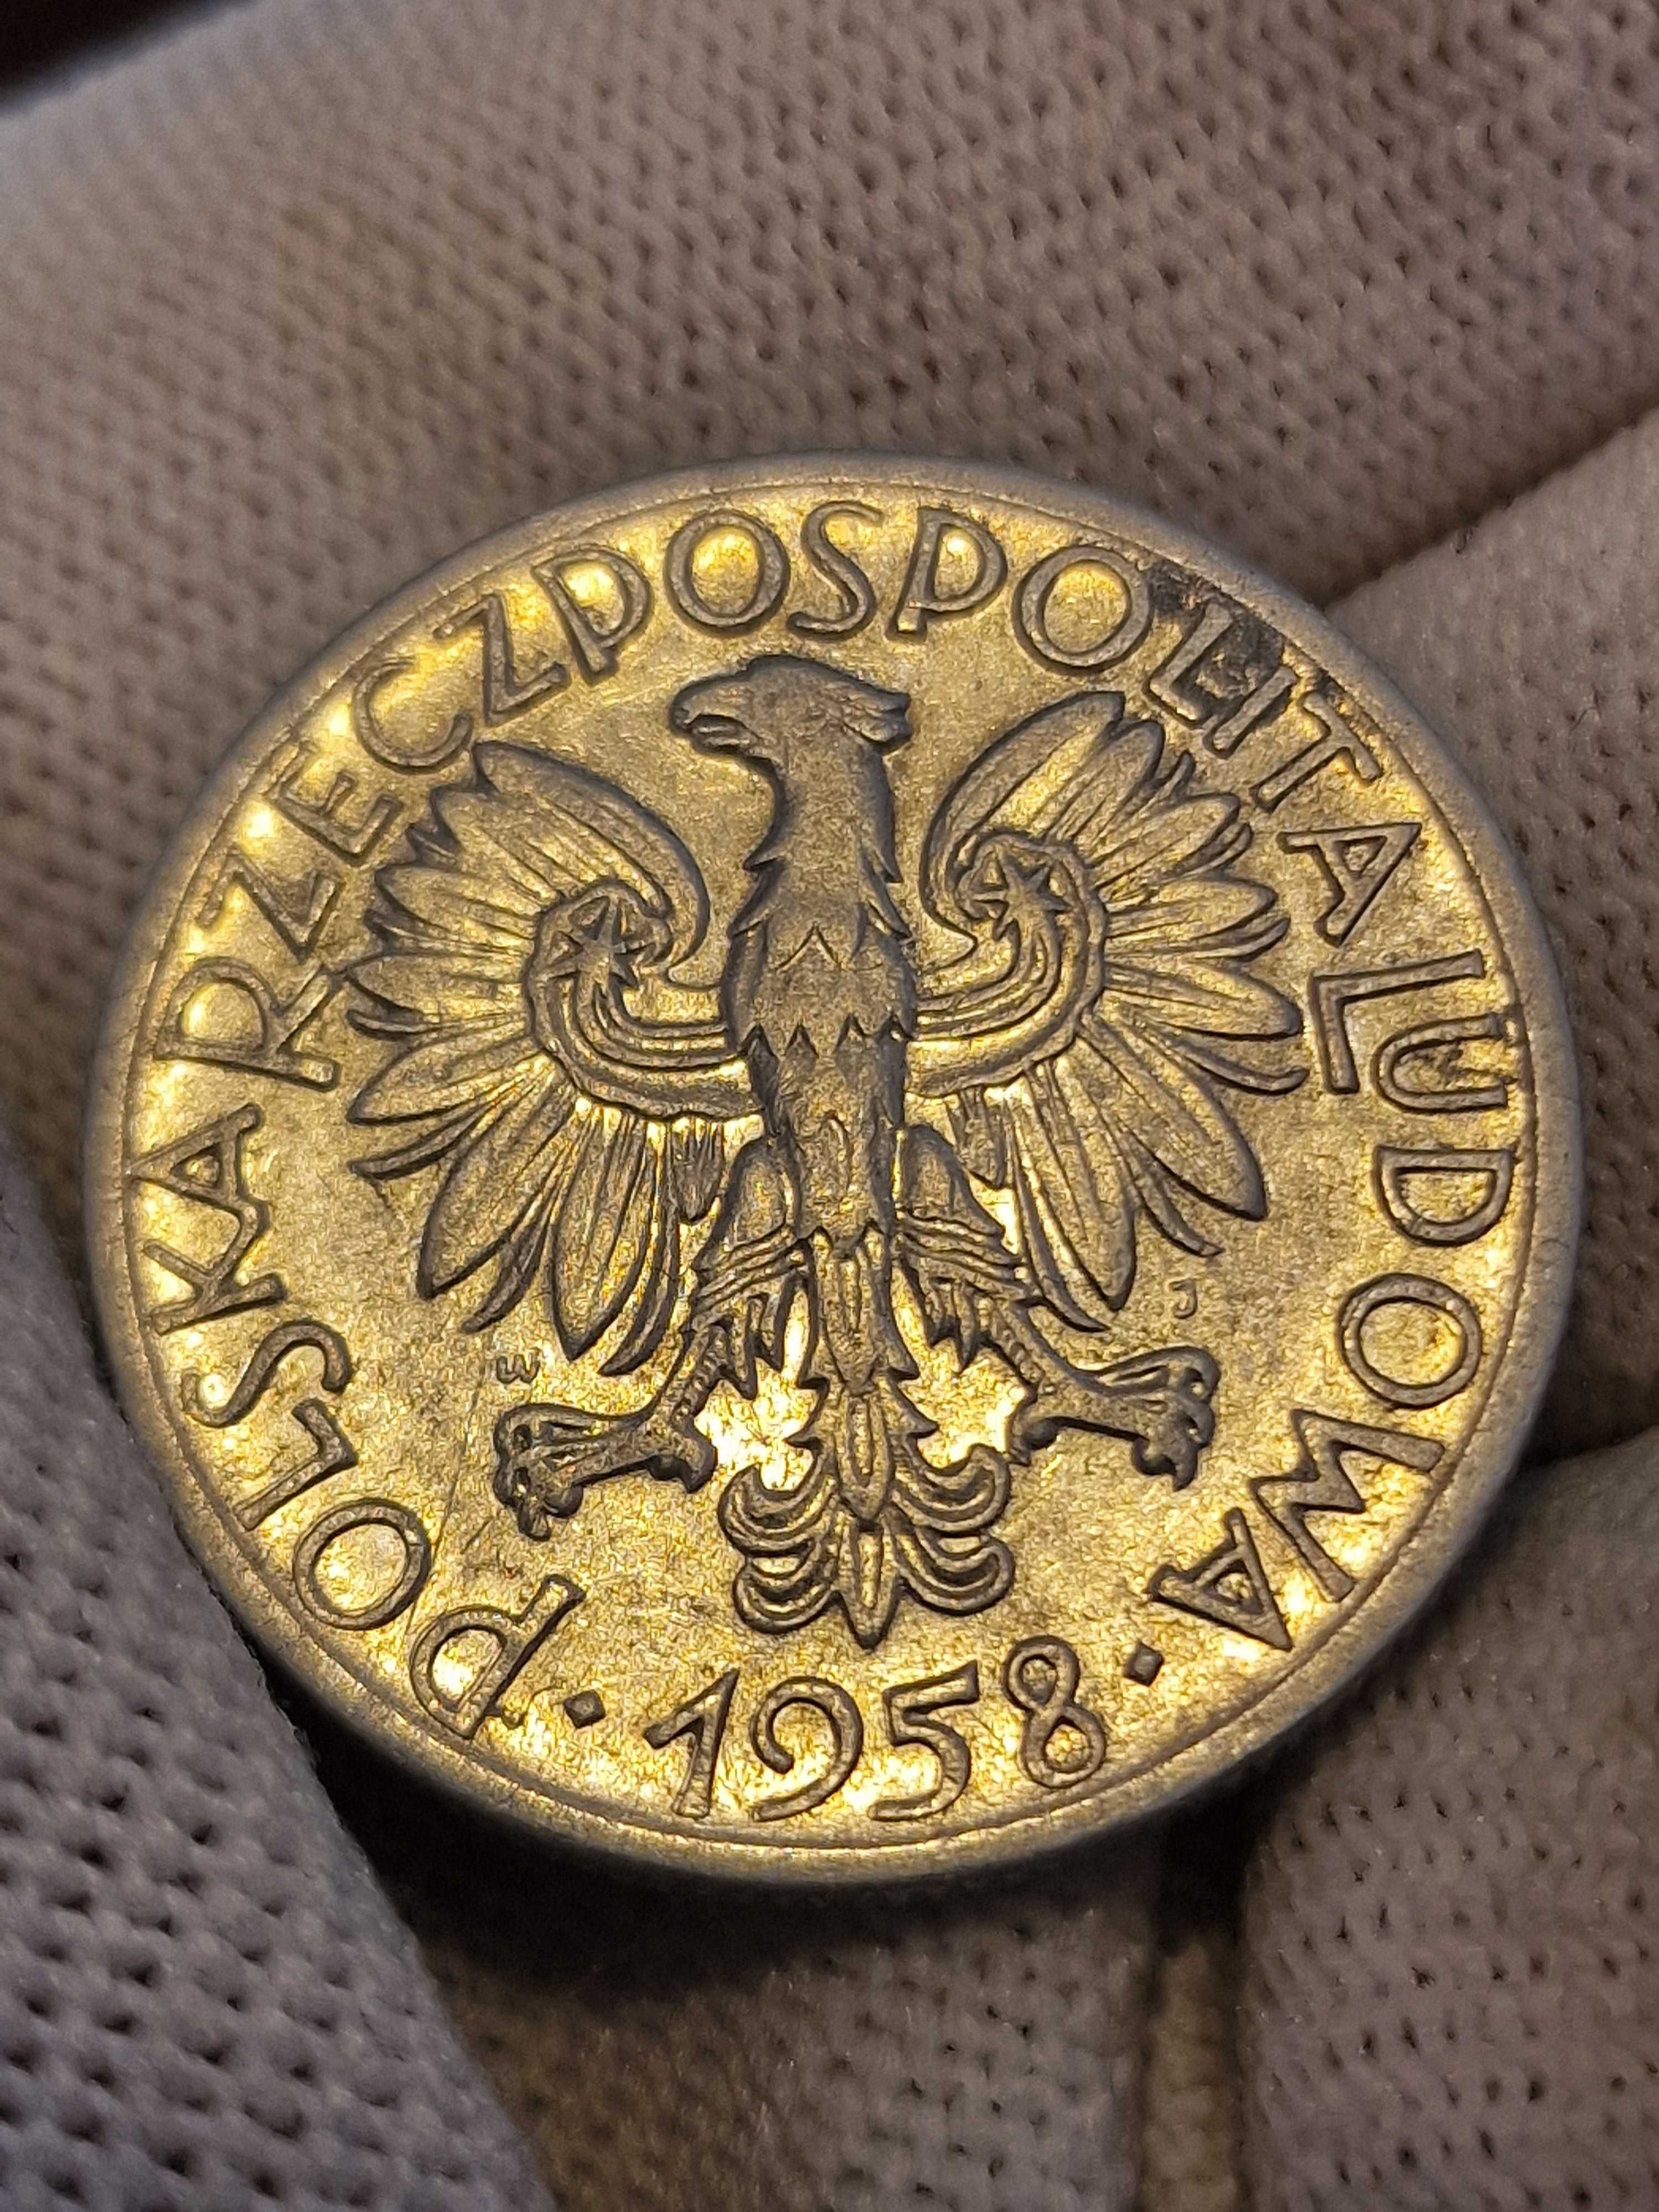 POLSKA RZECZPOSPOLITA LUDOWA
· 1958 ·
W
J